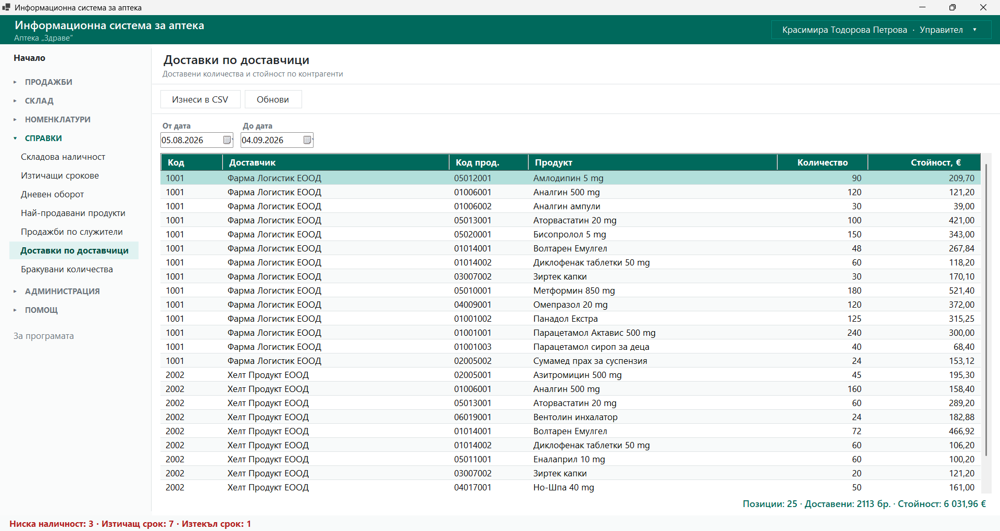 Информационна система за аптека
Информационна система за аптека
Аптека „Здраве“
Красимира Тодорова Петрова · Управител
Начало
ПРОДАЖБИ
СКЛАД
НОМЕНКЛАТУРИ
СПРАВКИ
Складова наличност
Изтичащи срокове
Дневен оборот
Най-продавани продукти
Продажби по служители
Доставки по доставчици
Бракувани количества
АДМИНИСТРАЦИЯ
ПОМОЩ
За програмата
Доставки по доставчици
Доставени количества и стойност по контрагенти
Изнеси в CSV Обнови
От дата До дата
05.08.2026 04.09.2026
Код Доставчик Код прод. Продукт Количество Стойност, €
1001 Фарма Логистик ЕООД 05012001 Амлодипин 5 mg 90 209,70
1001 Фарма Логистик ЕООД 01006001 Аналгин 500 mg 120 121,20
1001 Фарма Логистик ЕООД 01006002 Аналгин ампули 30 39,00
1001 Фарма Логистик ЕООД 05013001 Аторвастатин 20 mg 100 421,00
1001 Фарма Логистик ЕООД 05020001 Бисопролол 5 mg 150 343,00
1001 Фарма Логистик ЕООД 01014001 Волтарен Емулгел 48 267,84
1001 Фарма Логистик ЕООД 01014002 Диклофенак таблетки 50 mg 60 118,20
1001 Фарма Логистик ЕООД 03007002 Зиртек капки 30 170,10
1001 Фарма Логистик ЕООД 05010001 Метформин 850 mg 180 521,40
1001 Фарма Логистик ЕООД 04009001 Омепразол 20 mg 120 372,00
1001 Фарма Логистик ЕООД 01001002 Панадол Екстра 125 315,25
1001 Фарма Логистик ЕООД 01001001 Парацетамол Актавис 500 mg 240 300,00
1001 Фарма Логистик ЕООД 01001003 Парацетамол сироп за деца 40 68,40
1001 Фарма Логистик ЕООД 02005002 Сумамед прах за суспензия 24 153,12
2002 Хелт Продукт ЕООД 02005001 Азитромицин 500 mg 45 195,30
2002 Хелт Продукт ЕООД 01006001 Аналгин 500 mg 160 158,40
2002 Хелт Продукт ЕООД 05013001 Аторвастатин 20 mg 60 289,20
2002 Хелт Продукт ЕООД 06019001 Вентолин инхалатор 24 182,88
2002 Хелт Продукт ЕООД 01014001 Волтарен Емулгел 72 466,92
2002 Хелт Продукт ЕООД 01014002 Диклофенак таблетки 50 mg 60 106,20
2002 Хелт Продукт ЕООД 05011001 Еналаприл 10 mg 60 100,20
2002 Хелт Продукт ЕООД 03007002 Зиртек капки 20 121,20
2002 Хелт Продукт ЕООД 04017001 Но-Шпа 40 mg 50 161,00
Позиции: 25 · Доставени: 2113 бр. · Стойност: 6 031,96 €
Ниска наличност: 3 · Изтичащ срок: 7 · Изтекъл срок: 1